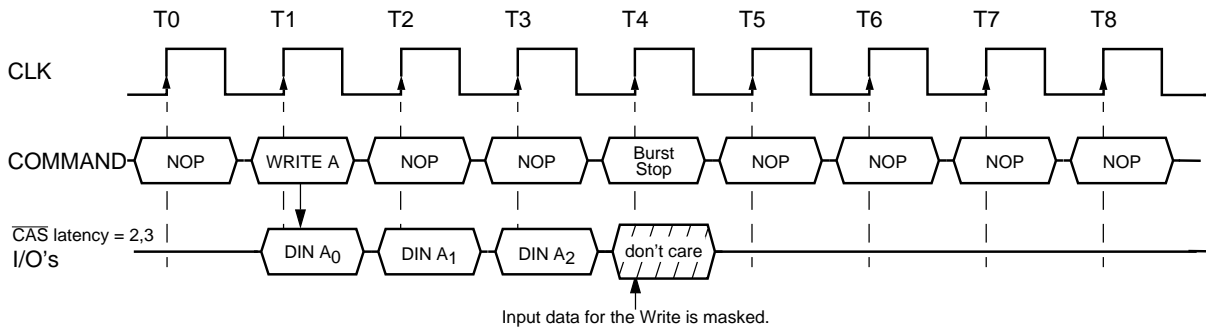 T0 T1 T2 T3 T4 T5 T6 T7 T8
CLK
COMMAND NOP WRITE A NOP NOP Burst Stop NOP NOP NOP NOP
CAS latency = 2,3
I/O's DIN A0 DIN A1 DIN A2 don't care
Input data for the Write is masked.